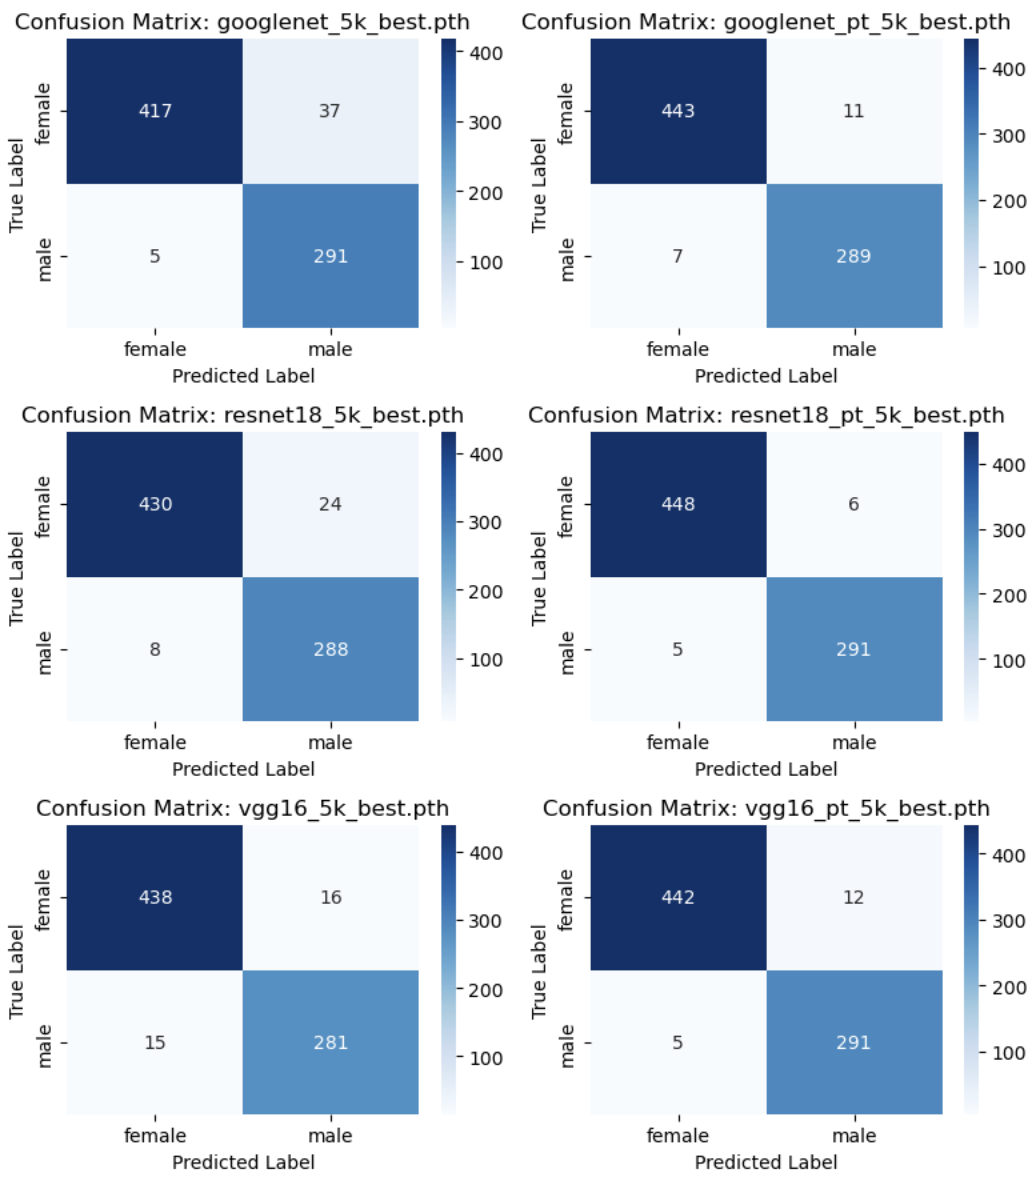 Confusion Matrix: googlenet_5k_best.pth
True Label
female
male
417
37
5
291
female
male
Predicted Label
400
300
200
100
Confusion Matrix: googlenet_pt_5k_best.pth
True Label
female
male
443
11
7
289
female
male
Predicted Label
400
300
200
100
Confusion Matrix: resnet18_5k_best.pth
True Label
female
male
430
24
8
288
female
male
Predicted Label
400
300
200
100
Confusion Matrix: resnet18_pt_5k_best.pth
True Label
female
male
448
6
5
291
female
male
Predicted Label
400
300
200
100
Confusion Matrix: vgg16_5k_best.pth
True Label
female
male
438
16
15
281
female
male
Predicted Label
400
300
200
100
Confusion Matrix: vgg16_pt_5k_best.pth
True Label
female
male
442
12
5
291
female
male
Predicted Label
400
300
200
100